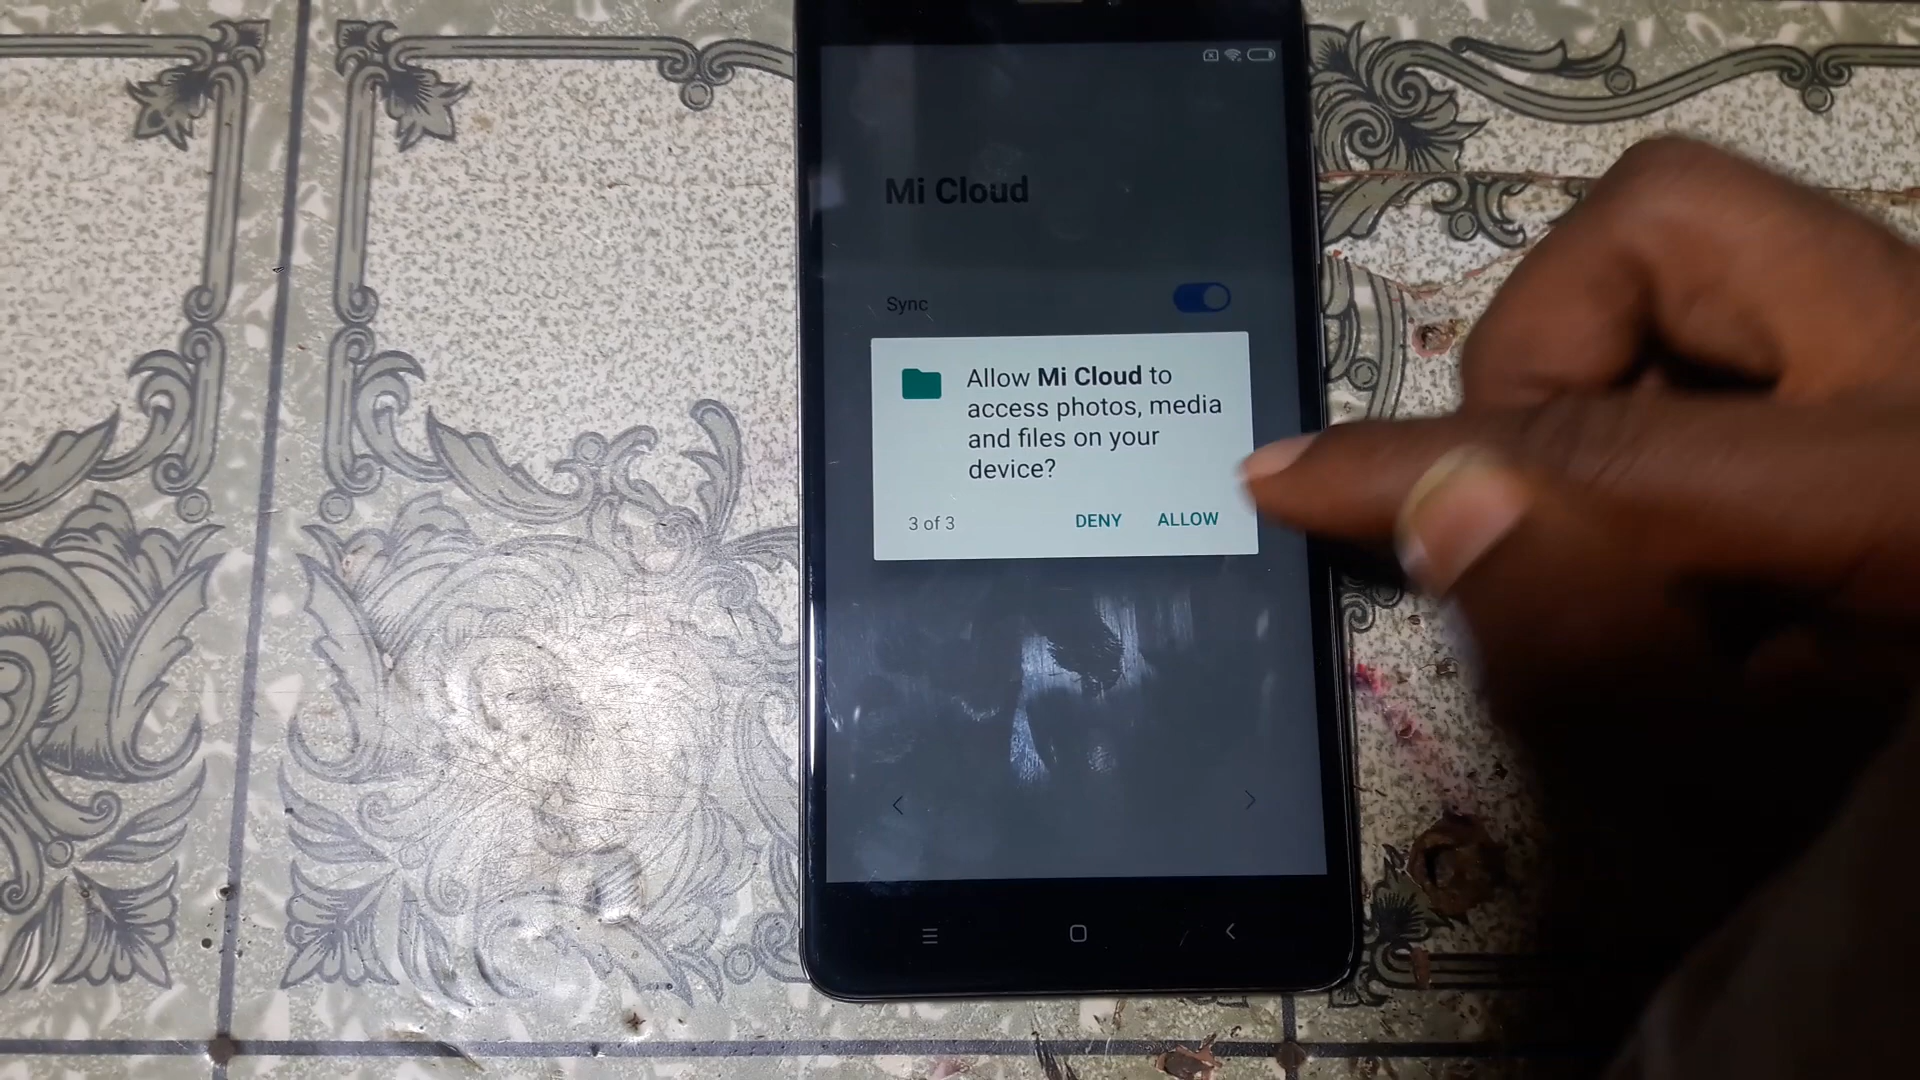 Mi Cloud
Sync
Allow Mi Cloud to
access photos, media
and files on your
device?
3 of 3 DENY ALLOW